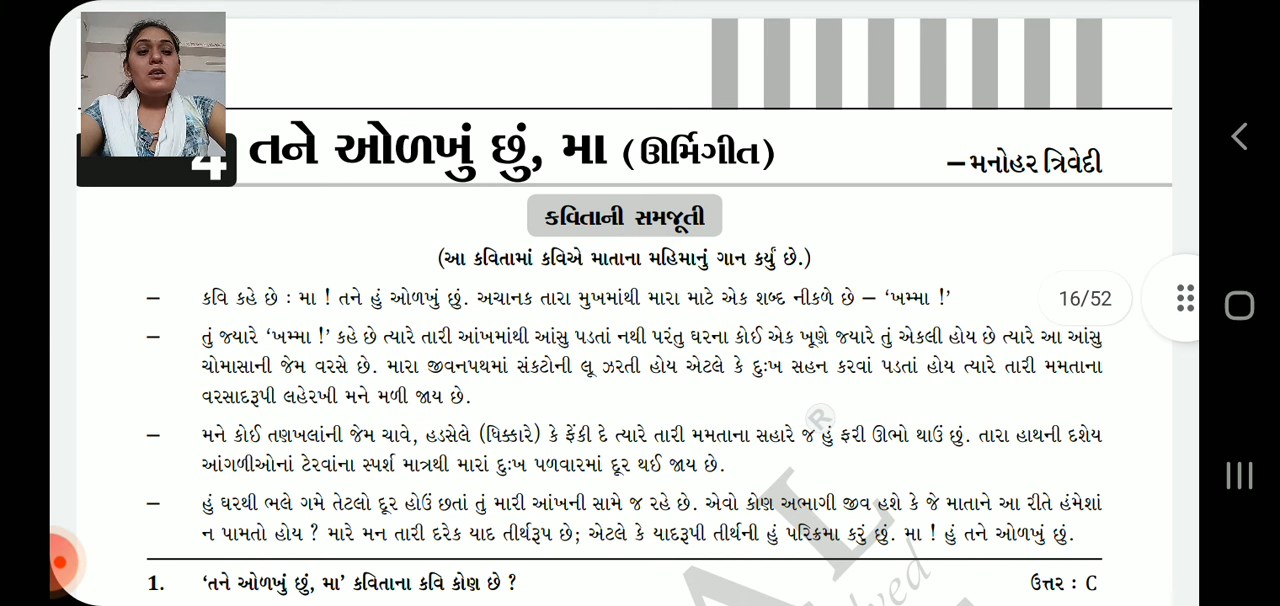 4 તને ઓળખું છું, મા (ઊર્મિગીત)
– મનોહર ત્રિવેદી
કવિતાની સમજૂતી
(આ કવિતામાં કવિએ માતાના મહિમાનું ગાન કર્યું છે.)
– કવિ કહે છે : મા ! તને હું ઓળખું છું. અચાનક તારા મુખમાંથી મારા માટે એક શબ્દ નીકળે છે – ‘ખમ્મા !’
16/52
– તું જ્યારે ‘ખમ્મા !’ કહે છે ત્યારે તારી આંખમાંથી આંસુ પડતાં નથી પરંતુ ઘરના કોઈ એક ખૂણે જ્યારે તું એકલી હોય છે ત્યારે આ આંસુ
ચોમાસાની જેમ વરસે છે. મારા જીવનપથમાં સંકટોની લૂ ઝરતી હોય એટલે કે દુઃખ સહન કરવાં પડતાં હોય ત્યારે તારી મમતાના
વરસાદરૂપી લહેરખી મને મળી જાય છે.
– મને કોઈ તણખલાંની જેમ ચાવે, હડસેલે (ધિક્કારે) કે ફેંકી દે ત્યારે તારી મમતાના સહારે જ હું ફરી ઊભો થાઉં છું. તારા હાથની દશેય
આંગળીઓનાં ટેરવાંના સ્પર્શ માત્રથી મારાં દુઃખ પળવારમાં દૂર થઈ જાય છે.
– હું ઘરથી ભલે ગમે તેટલો દૂર હોઉં છતાં તું મારી આંખની સામે જ રહે છે. એવો કોણ અભાગી જીવ હશે કે જે માતાને આ રીતે હંમેશાં
ન પામતો હોય ? મારે મન તારી દરેક યાદ તીર્થરૂપ છે; એટલે કે યાદરૂપી તીર્થની હું પરિક્રમા કરું છું. મા ! હું તને ઓળખું છું.
1. ‘તને ઓળખું છું, મા’ કવિતાના કવિ કોણ છે ? ઉત્તર : C